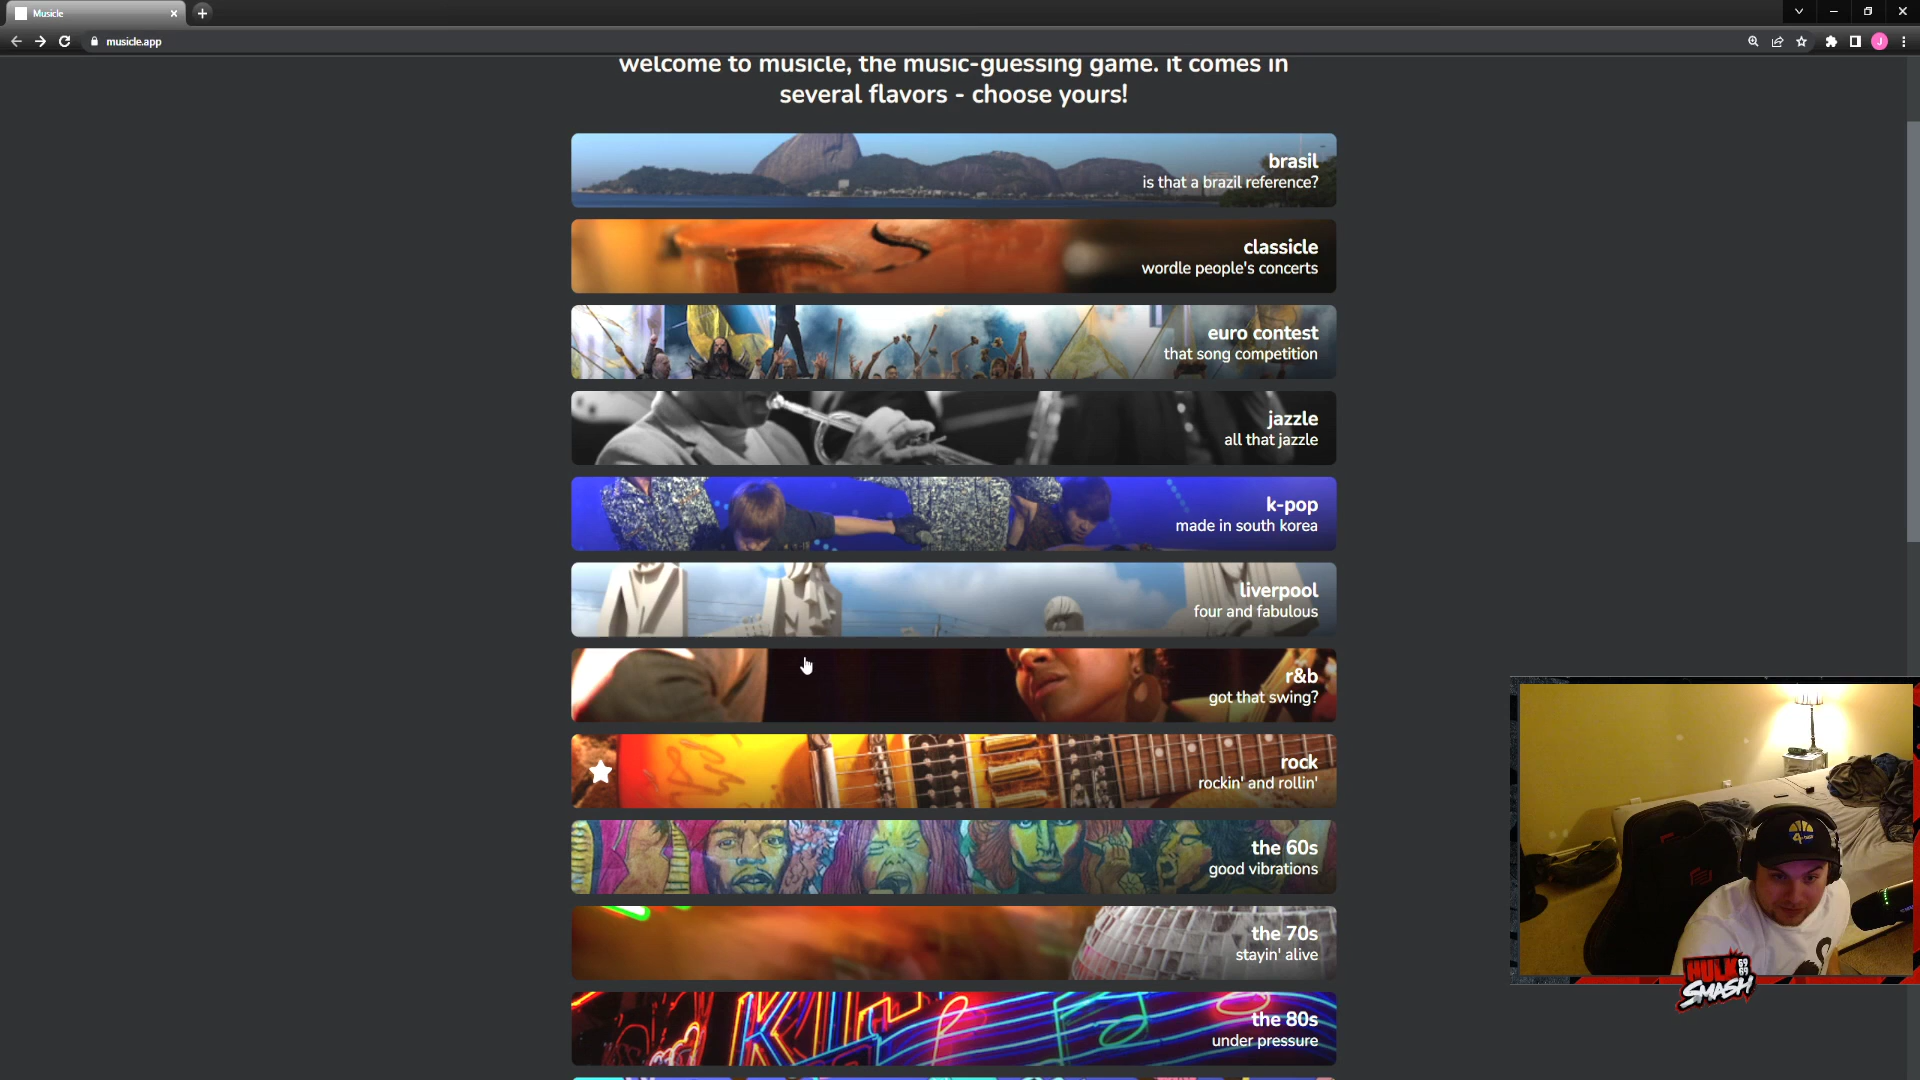 Musicle
musicle.app
J
welcome to musicle, the music-guessing game. it comes in
several flavors - choose yours!
brasil
is that a brazil reference?
classicle
wordle people's concerts
euro contest
that song competition
jazzle
all that jazzle
k-pop
made in south korea
liverpool
four and fabulous
r&b
got that swing?
rock
rockin' and rollin'
the 60s
good vibrations
the 70s
stayin' alive
the 80s
under pressure
HULK
69
69
SMASH